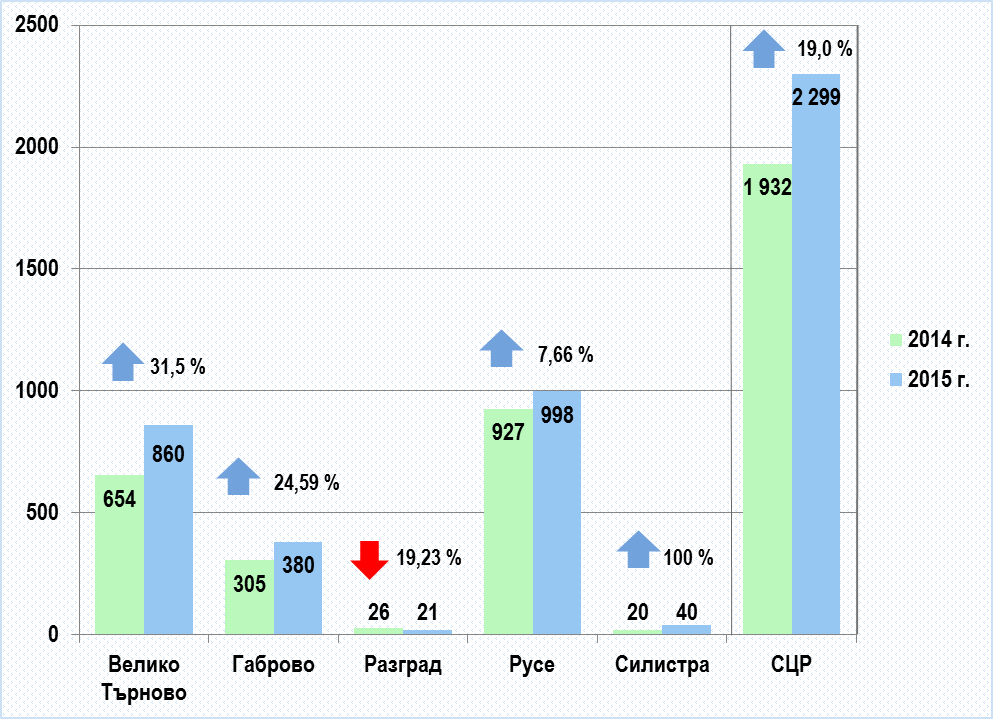 2500
2000
1500
1000
500
0
31,5 %
654
860
24,59 %
305
380
19,23 %
26
21
7,66 %
927
998
100 %
20
40
19,0 %
1 932
2 299
Велико
Търново
Габрово
Разград
Русе
Силистра
СЦР
2014 г.
2015 г.